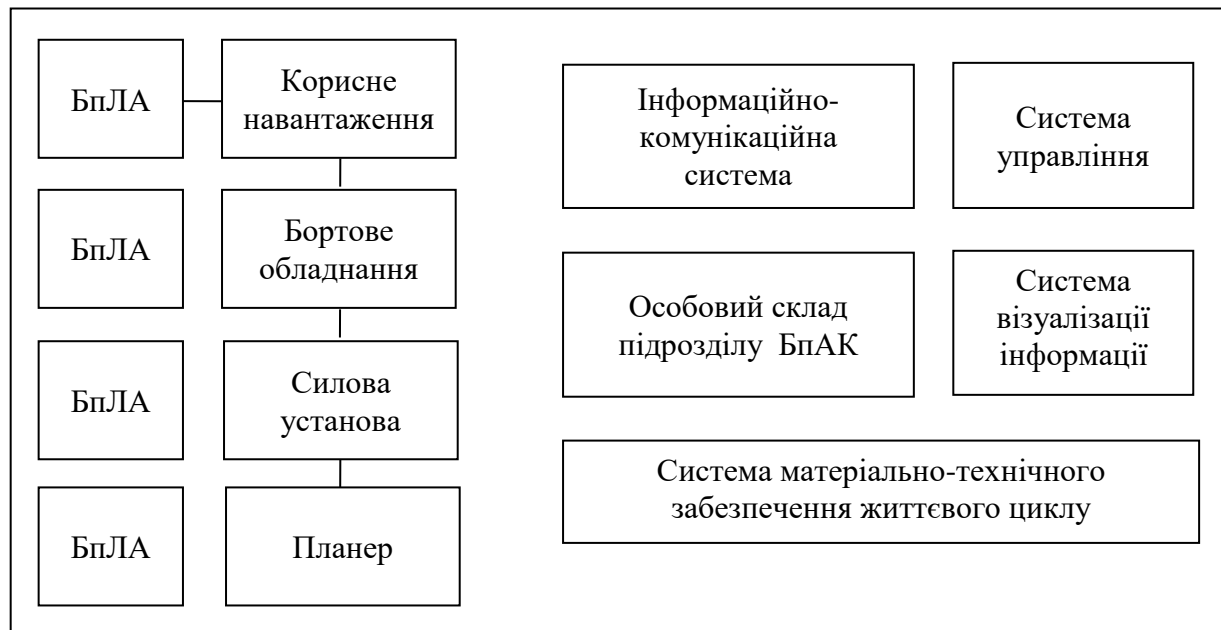 БпЛА
Корисне
навантаження
БпЛА
Бортове
обладнання
БпЛА
Силова
установа
БпЛА
Планер
Інформаційно-
комунікаційна
система
Система
управління
Особовий склад
підрозділу БпАК
Система
візуалізації
інформації
Система матеріально-технічного
забезпечення життєвого циклу